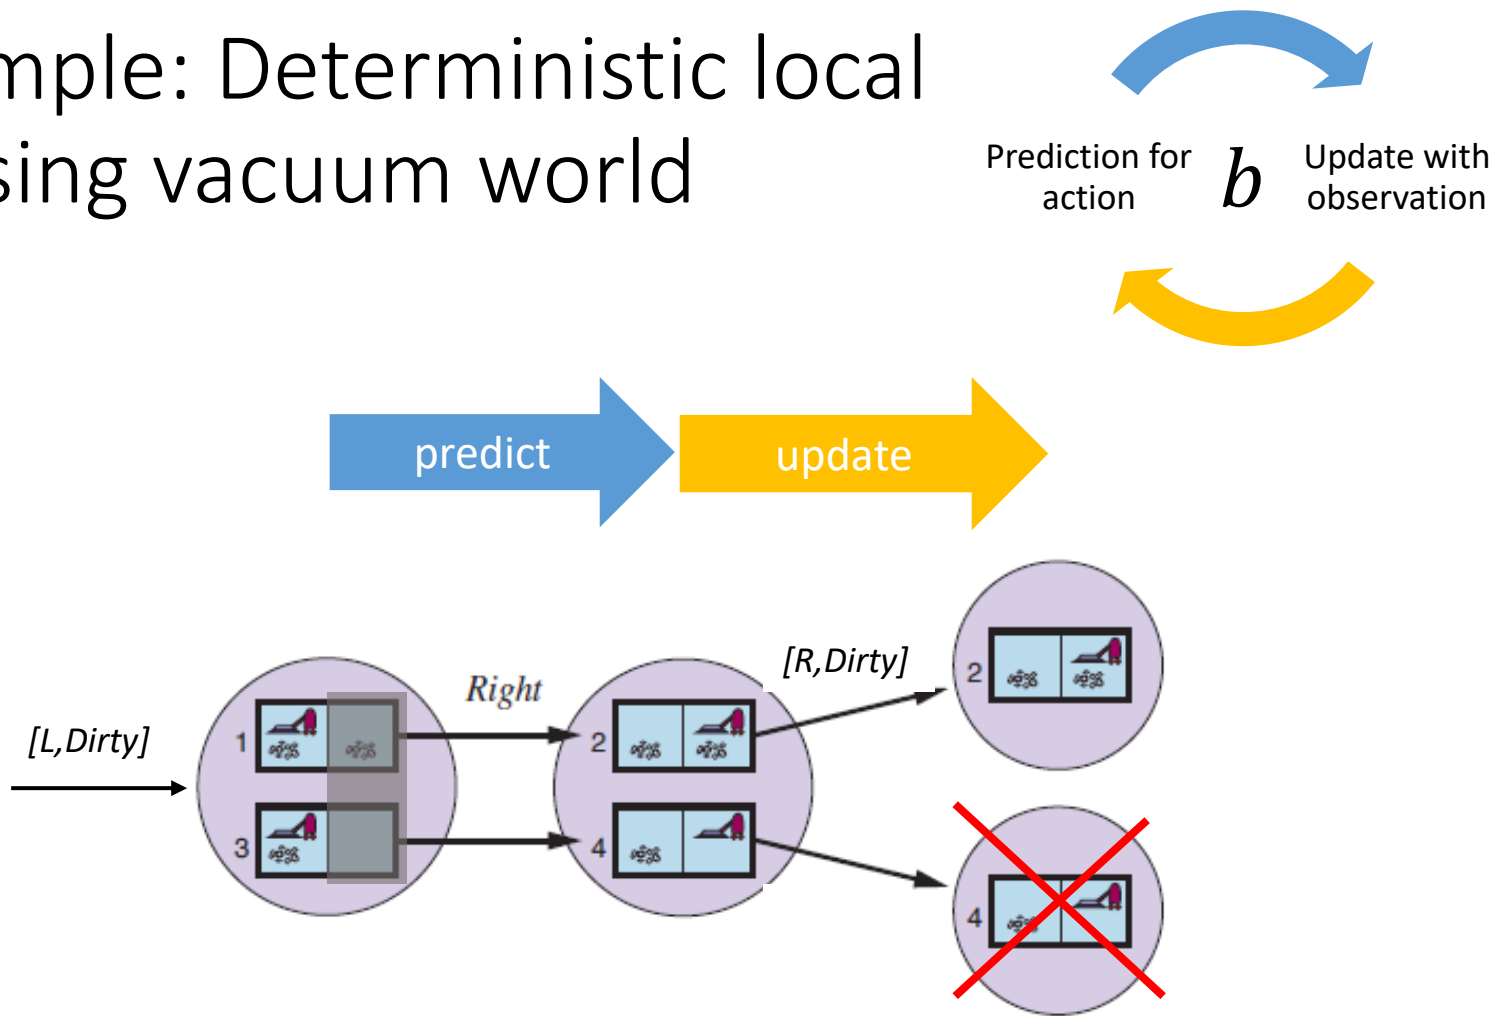 mple: Deterministic local
sing vacuum world
Prediction for
action
b
Update with
observation
predict
update
[L,Dirty]
1
3
Right
2
4
[R,Dirty]
2
4